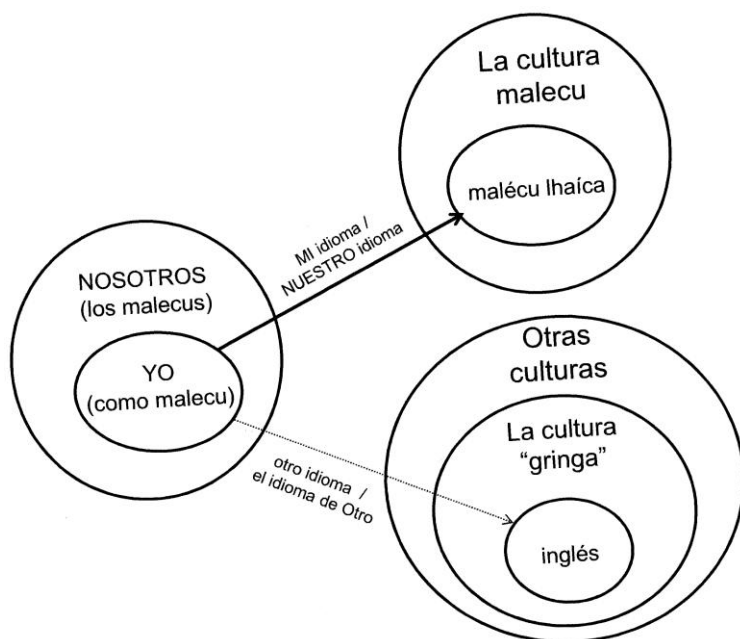 La cultura
malecu
malécu lhaíca
MI idioma /
NUESTRO idioma
NOSOTROS
(los malecus)
YO
(como malecu)
otro idioma /
el idioma de Otro
Otras
culturas
La cultura
“gringa”
inglés